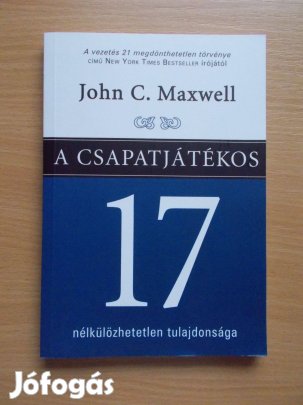 A vezetés 21 megdönthetetlen törvénye
című New York Times Bestseller írójától
John C. Maxwell
A CSAPATJÁTÉKOS
17
nélkülözhetetlen tulajdonsága
Jófogás